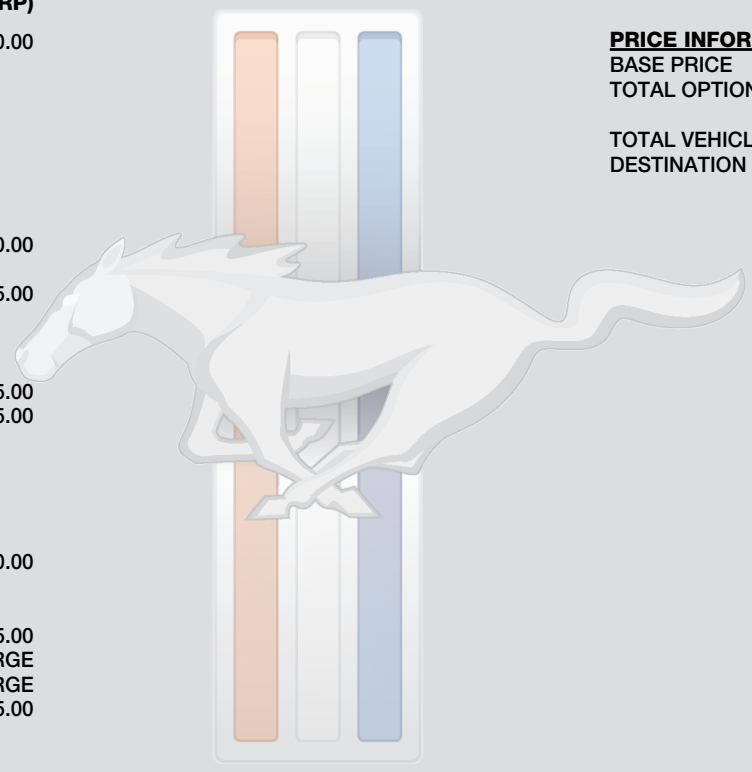 RP)
0.00
0.00
5.00
5.00
5.00
0.00
5.00
RGE
RGE
5.00
PRICE INFOR
BASE PRICE
TOTAL OPTION
TOTAL VEHICL
DESTINATION